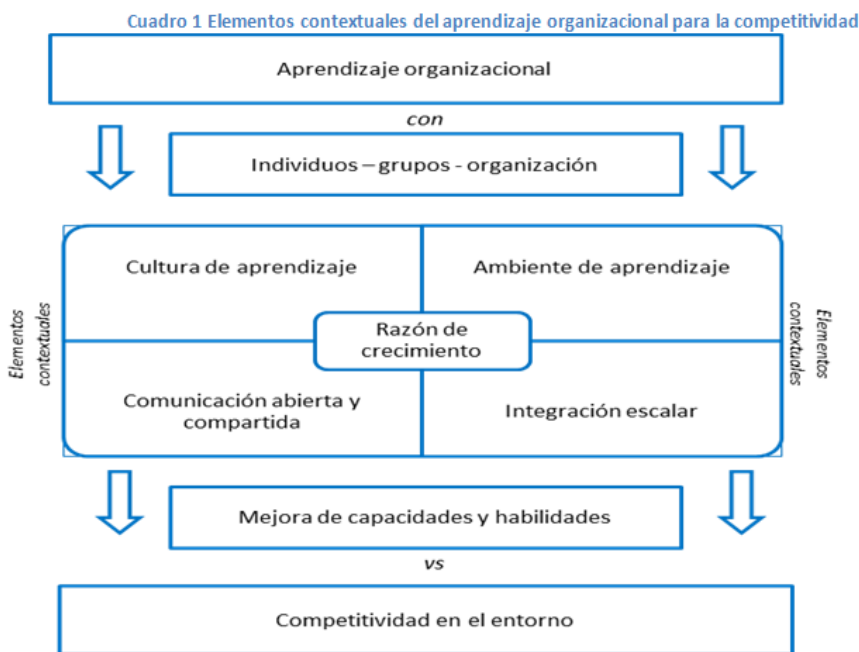 Cuadro 1 Elementos contextuales del aprendizaje organizacional para la competitividad
Aprendizaje organizacional
con
Individuos – grupos - organización
Cultura de aprendizaje
Ambiente de aprendizaje
Elementos
contextuales
Razón de
crecimiento
Elementos
contextuales
Comunicación abierta y
compartida
Integración escalar
Mejora de capacidades y habilidades
vs
Competitividad en el entorno